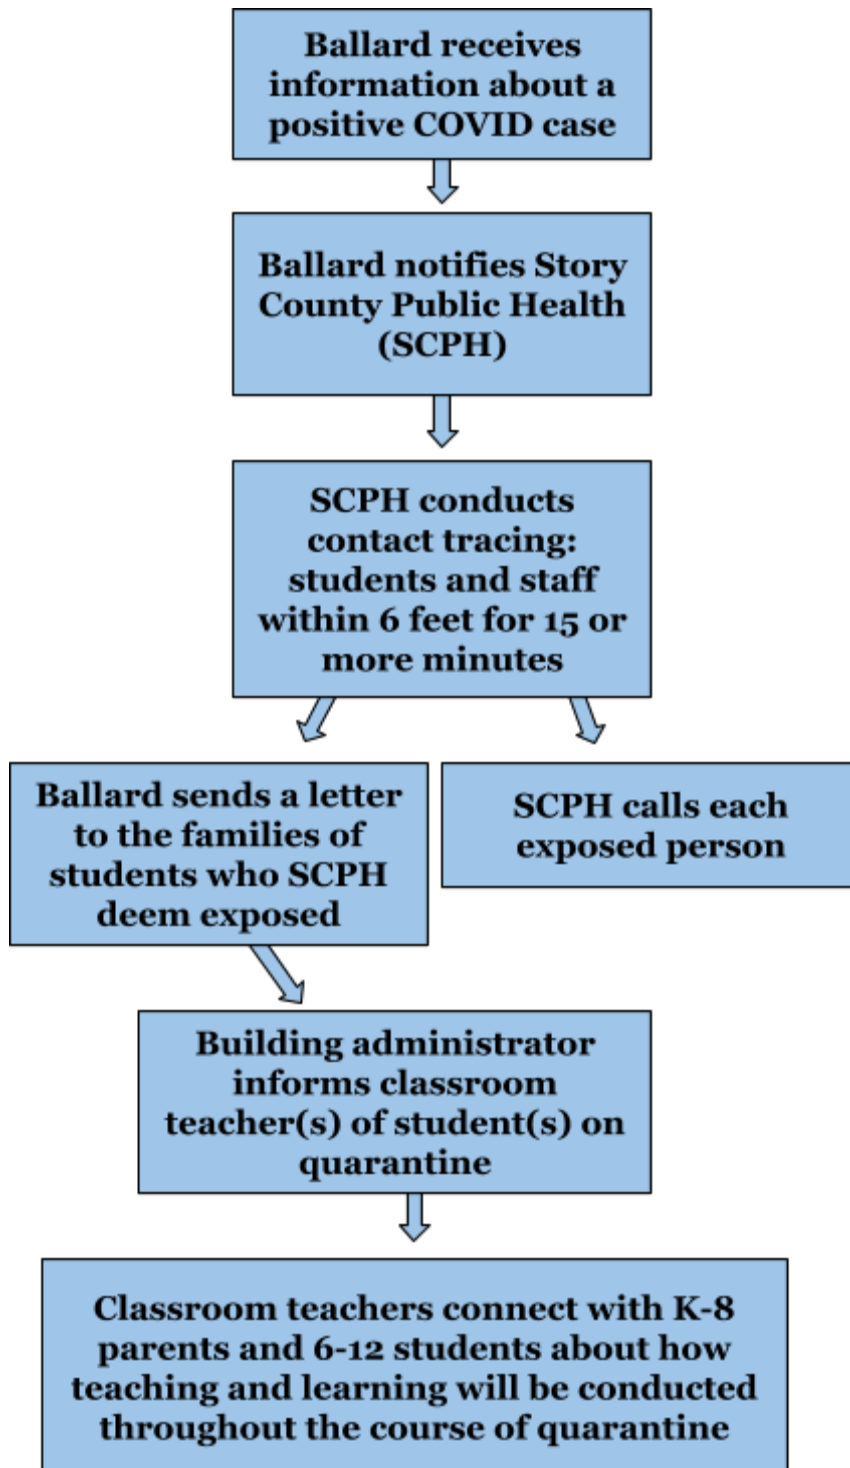 Ballard receives
information about a
positive COVID case
Ballard notifies Story
County Public Health
(SCPH)
SCPH conducts
contact tracing:
students and staff
within 6 feet for 15 or
more minutes
Ballard sends a letter
to the families of
students who SCPH
deem exposed
SCPH calls each
exposed person
Building administrator
informs classroom
teacher(s) of student(s) on
quarantine
Classroom teachers connect with K-8
parents and 6-12 students about how
teaching and learning will be conducted
throughout the course of quarantine